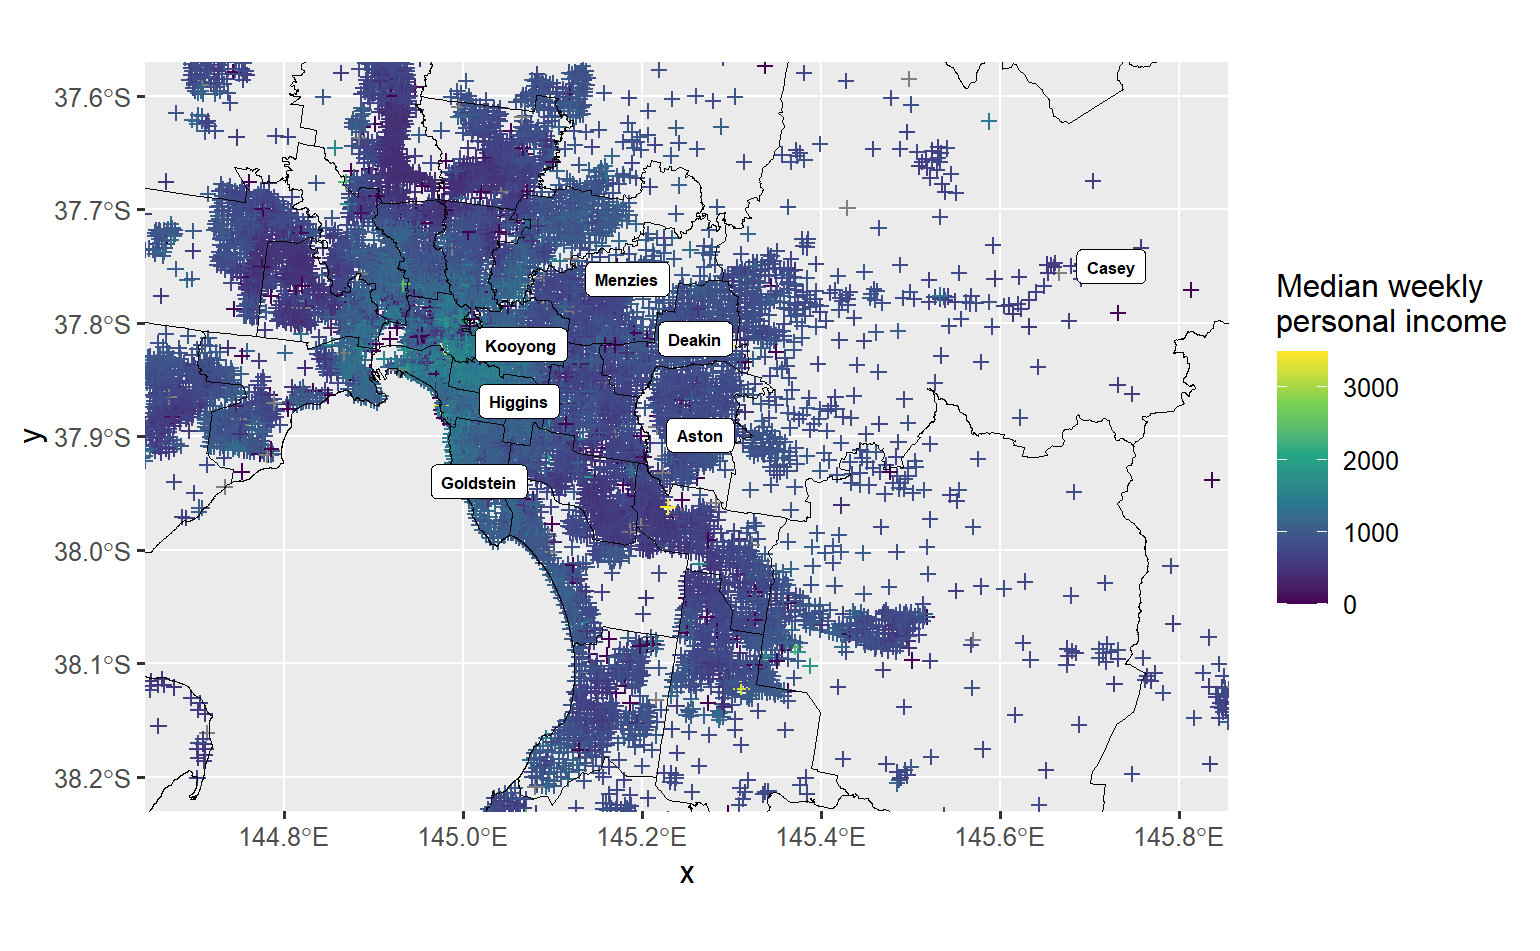 37.6°S
37.7°S
37.8°S
37.9°S
38.0°S
38.1°S
38.2°S
y
Menzies
Casey
Kooyong
Deakin
Higgins
Aston
Goldstein
144.8°E
145.0°E
145.2°E
145.4°E
145.6°E
145.8°E
x
Median weekly
personal income
3000
2000
1000
0